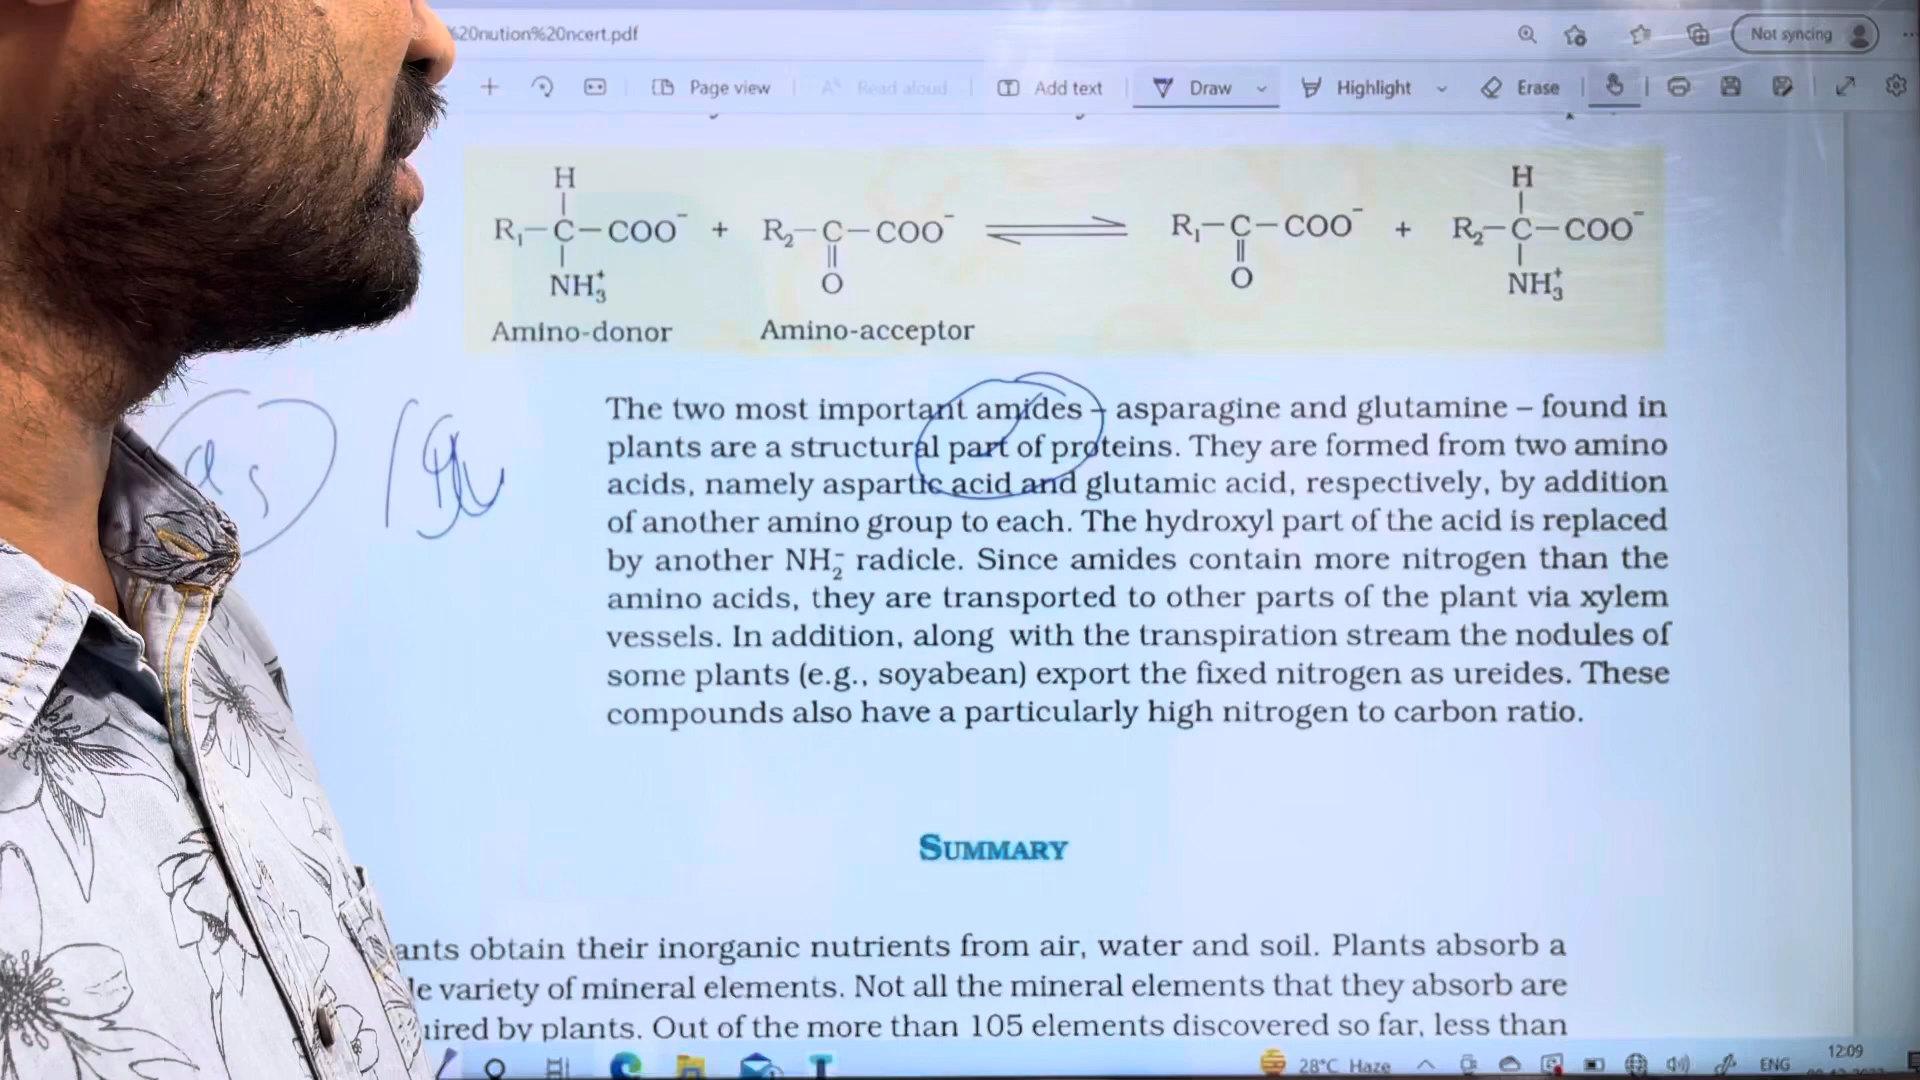 %20nution%20ncert.pdf
Not syncing
Page view
Read aloud
Add text
Draw
Highlight
Erase
H H
R₁—C—COO⁻ + R₂—C—COO⁻ ⇌ R₁—C—COO⁻ + R₂—C—COO⁻
NH₃⁺ O O NH₃⁺
Amino-donor Amino-acceptor
The two most important amides – asparagine and glutamine – found in
plants are a structural part of proteins. They are formed from two amino
acids, namely aspartic acid and glutamic acid, respectively, by addition
of another amino group to each. The hydroxyl part of the acid is replaced
by another NH₂⁻ radicle. Since amides contain more nitrogen than the
amino acids, they are transported to other parts of the plant via xylem
vessels. In addition, along with the transpiration stream the nodules of
some plants (e.g., soyabean) export the fixed nitrogen as ureides. These
compounds also have a particularly high nitrogen to carbon ratio.
SUMMARY
ants obtain their inorganic nutrients from air, water and soil. Plants absorb a
le variety of mineral elements. Not all the mineral elements that they absorb are
uired by plants. Out of the more than 105 elements discovered so far, less than
28°C Haze
ENG
12:09